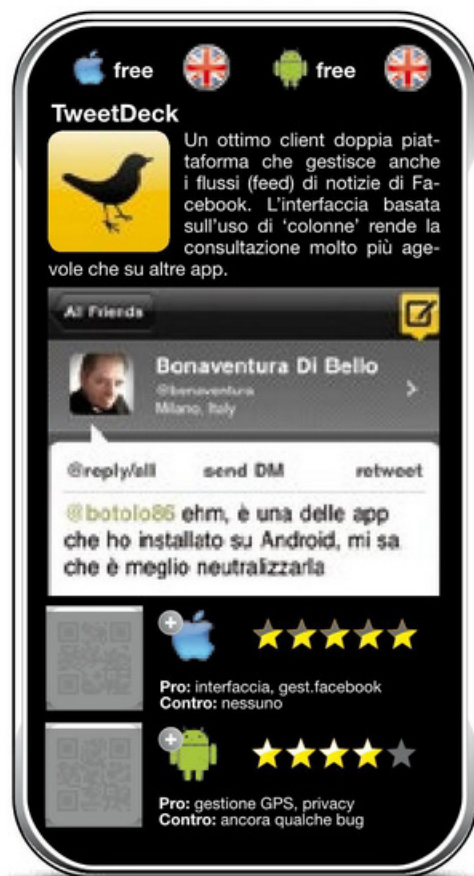 free free
TweetDeck
Un ottimo client doppia piat-
taforma che gestisce anche
i flussi (feed) di notizie di Fa-
cebook. L'interfaccia basata
sull'uso di 'colonne' rende la
consultazione molto più age-
vole che su altre app.
All Friends
Bonaventura Di Bello
@bonaventura
Milano, Italy
@reply/all send DM retweet
@botolo86 ehm, è una delle app
che ho installato su Android, mi sa
che è meglio neutralizzarla
Pro: interfaccia, gest.facebook
Contro: nessuno
Pro: gestione GPS, privacy
Contro: ancora qualche bug